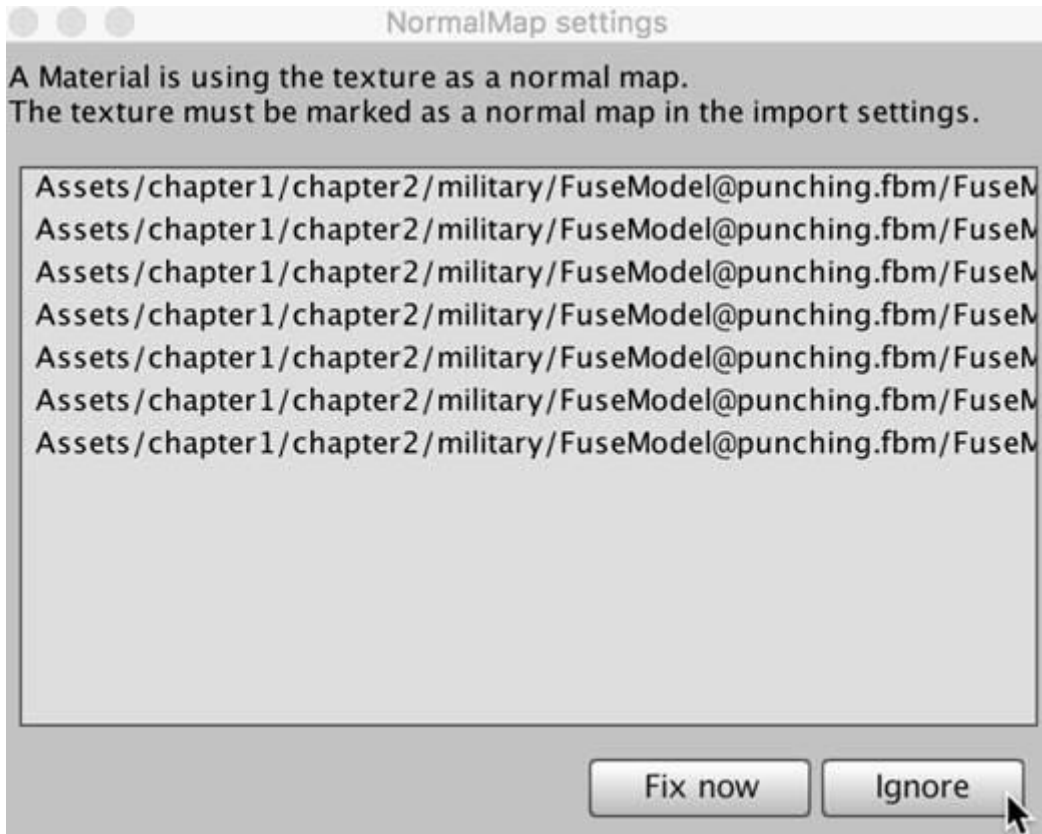 NormalMap settings
A Material is using the texture as a normal map.
The texture must be marked as a normal map in the import settings.
Assets/chapter1/chapter2/military/FuseModel@punching.fbm/FuseM
Assets/chapter1/chapter2/military/FuseModel@punching.fbm/FuseM
Assets/chapter1/chapter2/military/FuseModel@punching.fbm/FuseM
Assets/chapter1/chapter2/military/FuseModel@punching.fbm/FuseM
Assets/chapter1/chapter2/military/FuseModel@punching.fbm/FuseM
Assets/chapter1/chapter2/military/FuseModel@punching.fbm/FuseM
Assets/chapter1/chapter2/military/FuseModel@punching.fbm/FuseM
Fix now Ignore